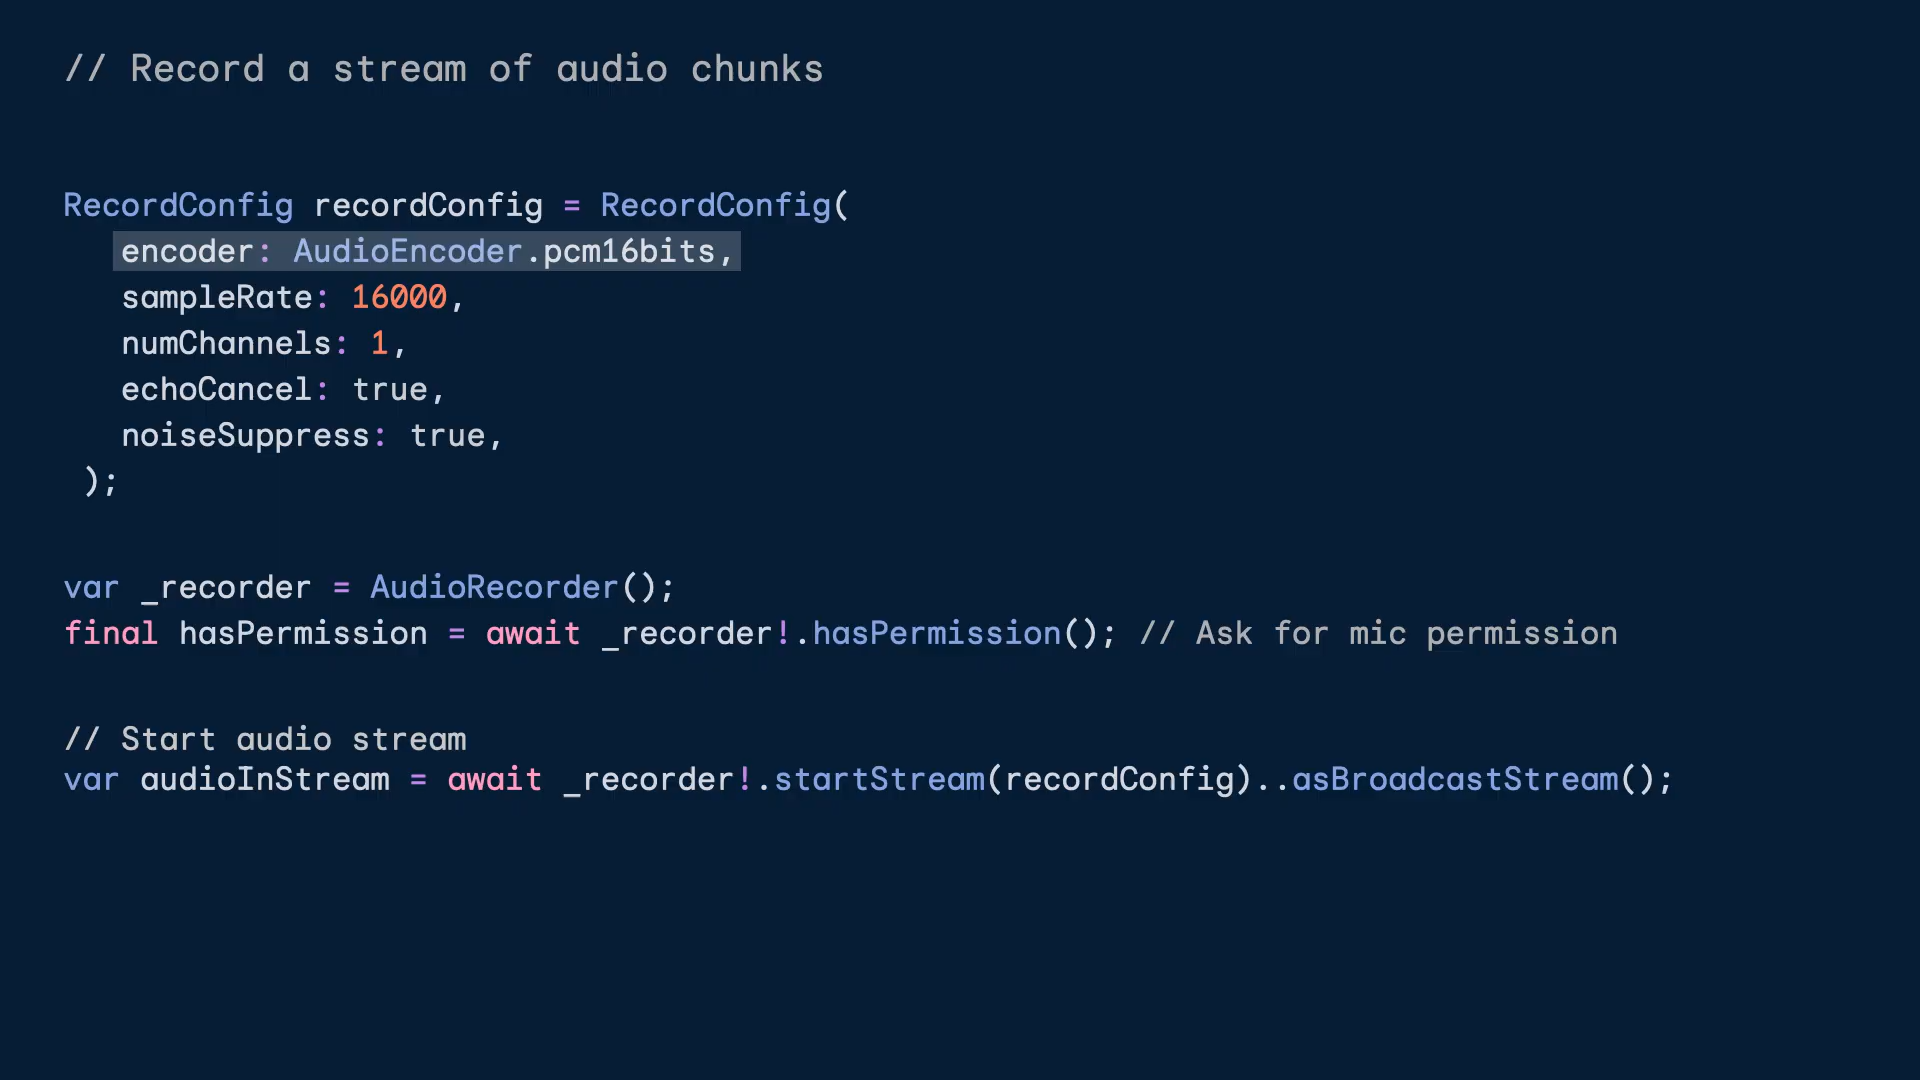 // Record a stream of audio chunks
RecordConfig recordConfig = RecordConfig(
encoder: AudioEncoder.pcm16bits,
sampleRate: 16000,
numChannels: 1,
echoCancel: true,
noiseSuppress: true,
);
var _recorder = AudioRecorder();
final hasPermission = await _recorder!.hasPermission(); // Ask for mic permission
// Start audio stream
var audioInStream = await _recorder!.startStream(recordConfig)..asBroadcastStream();